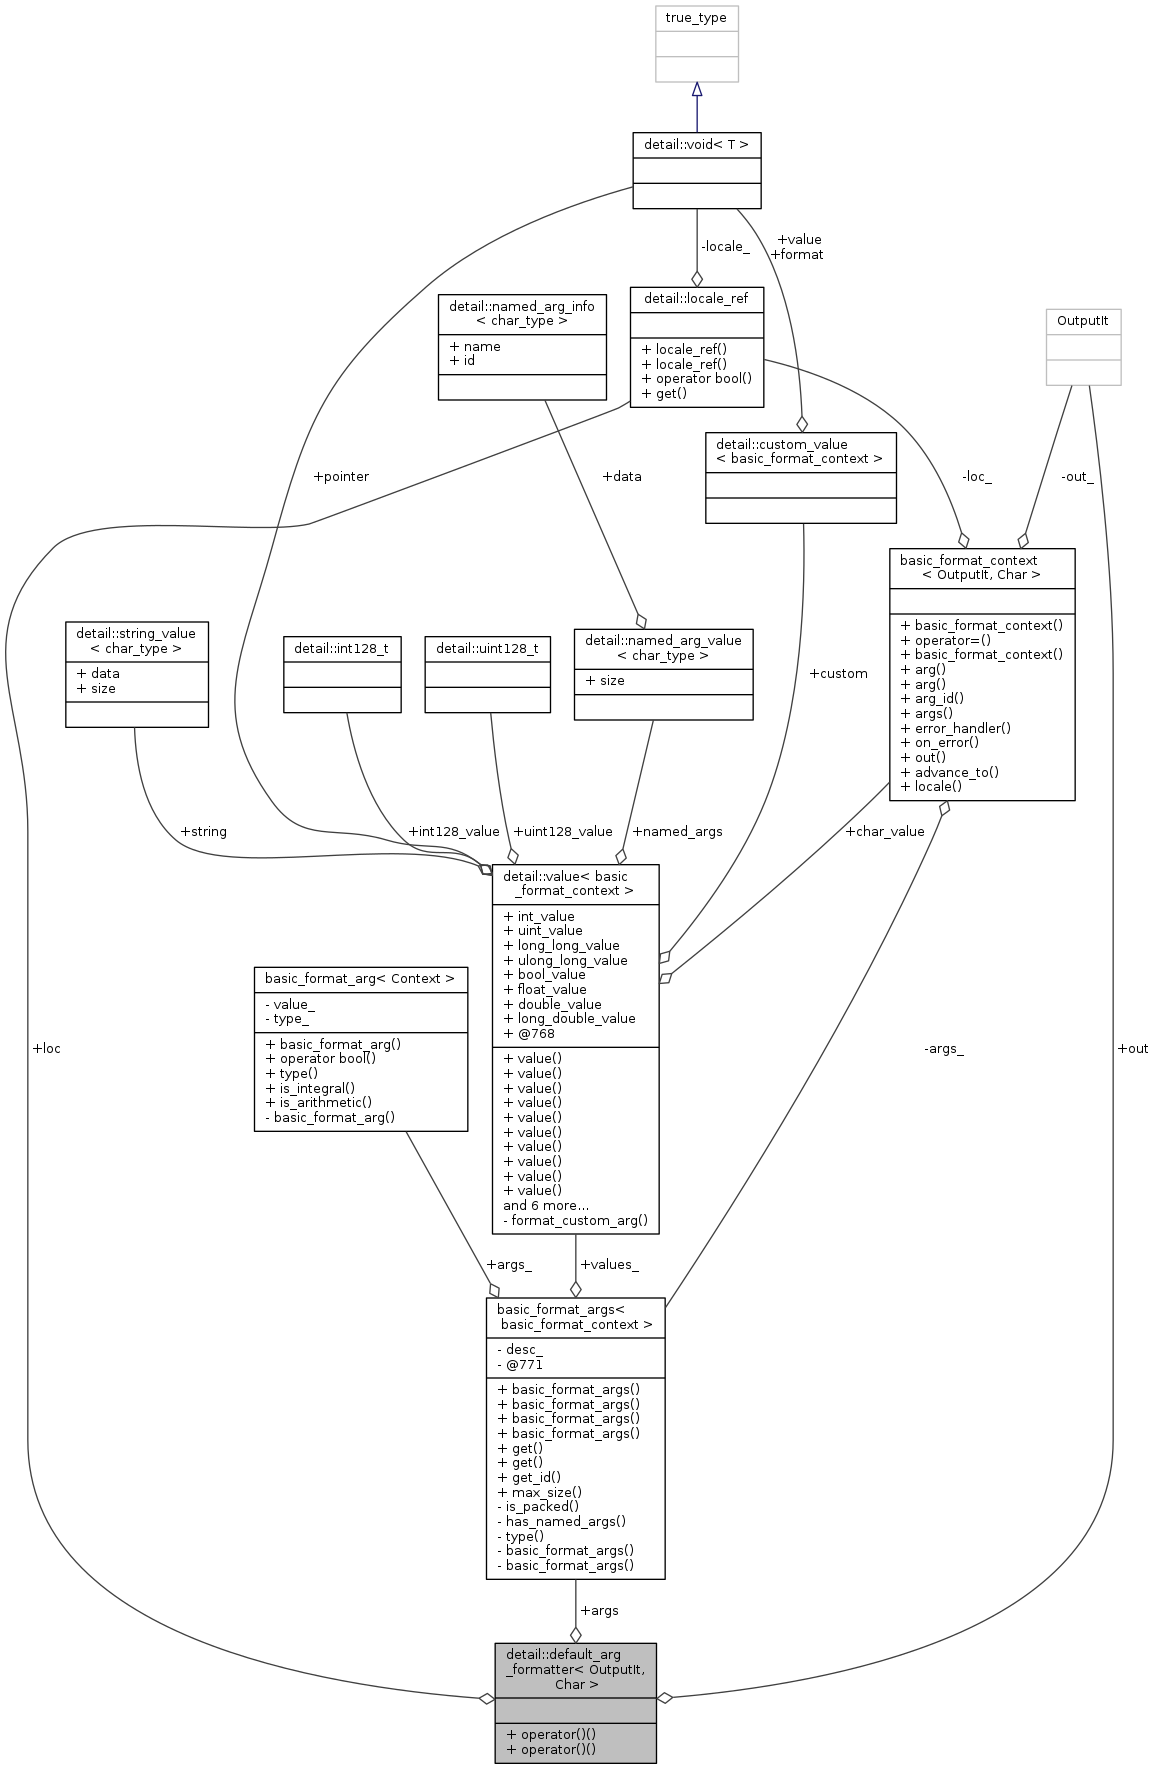 true_type
detail::void< T >
+value
+format
-locale_
detail::named_arg_info
< char_type >
+ name
+ id
detail::locale_ref
+ locale_ref()
+ locale_ref()
+ operator bool()
+ get()
OutputIt
detail::custom_value
< basic_format_context >
+pointer
+data
-loc_
-out_
basic_format_context
< OutputIt, Char >
+ basic_format_context()
+ operator=()
+ basic_format_context()
+ arg()
+ arg()
+ arg_id()
+ args()
+ error_handler()
+ on_error()
+ out()
+ advance_to()
+ locale()
detail::string_value
< char_type >
+ data
+ size
detail::int128_t
detail::uint128_t
detail::named_arg_value
< char_type >
+ size
+custom
+string
+int128_value
+uint128_value
+named_args
+char_value
detail::value< basic
_format_context >
+ int_value
+ uint_value
+ long_long_value
+ ulong_long_value
+ bool_value
+ float_value
+ double_value
+ long_double_value
+ @768
+ value()
+ value()
+ value()
+ value()
+ value()
+ value()
+ value()
+ value()
+ value()
+ value()
and 6 more...
- format_custom_arg()
basic_format_arg< Context >
- value_
- type_
+ basic_format_arg()
+ operator bool()
+ type()
+ is_integral()
+ is_arithmetic()
- basic_format_arg()
+loc
-args_
+out
+args_
+values_
basic_format_args<
basic_format_context >
- desc_
- @771
+ basic_format_args()
+ basic_format_args()
+ basic_format_args()
+ basic_format_args()
+ get()
+ get()
+ get_id()
+ max_size()
- is_packed()
- has_named_args()
- type()
- basic_format_args()
- basic_format_args()
+args
detail::default_arg
_formatter< OutputIt,
Char >
+ operator()()
+ operator()()